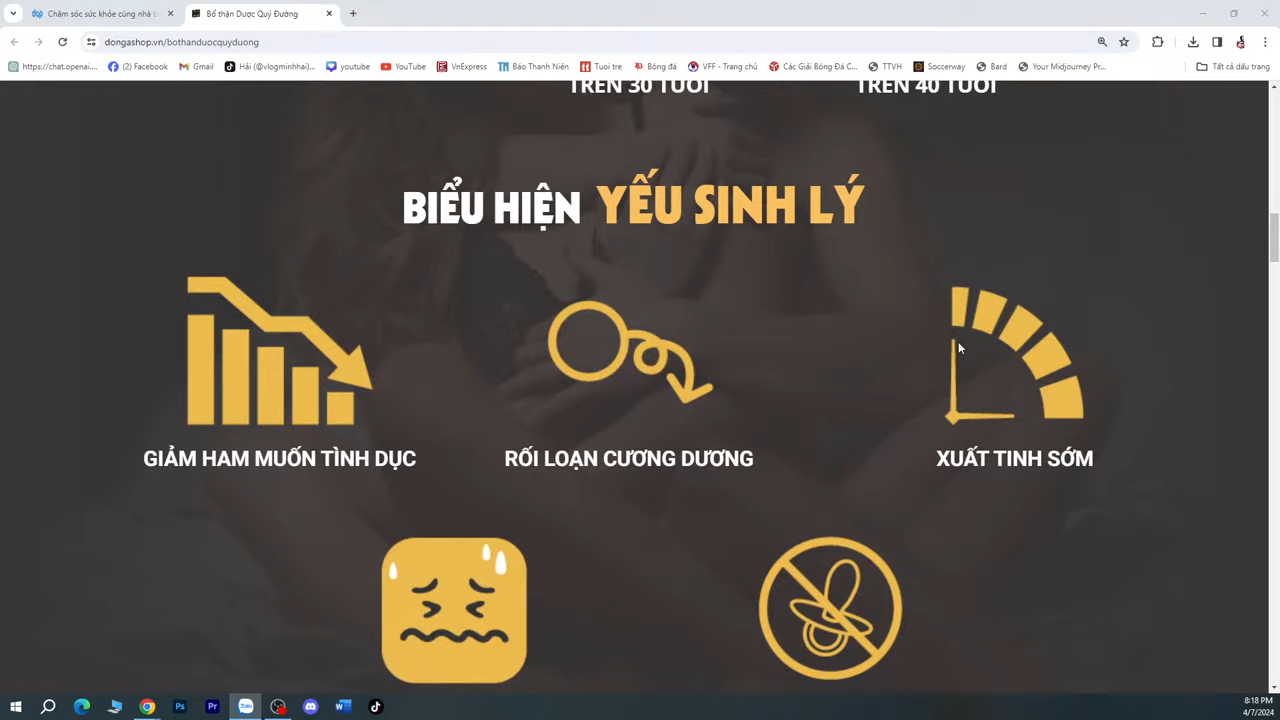 Chăm sóc sức khỏe cùng nhà b
Bổ thận Dược Quý Đường
dongashop.vn/bothanduocquyduong
https://chat.openai....
(2) Facebook
Gmail
Hải (@vlogminhhai)...
youtube
YouTube
VnExpress
Báo Thanh Niên
Tuoi tre
Bóng đá
VFF - Trang chủ
Các Giải Bóng Đá C...
TTVH
Soccerway
Bard
Your Midjourney Pr...
Tất cả dấu trang
TRÊN 30 TUỔI
TRÊN 40 TUỔI
BIỂU HIỆN YẾU SINH LÝ
GIẢM HAM MUỐN TÌNH DỤC
RỐI LOẠN CƯƠNG DƯƠNG
XUẤT TINH SỚM
8:18 PM
4/7/2024